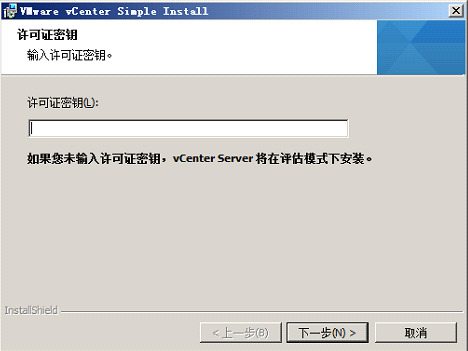 VMware vCenter Simple Install
许可证密钥
输入许可证密钥。
许可证密钥(L):
如果您未输入许可证密钥，vCenter Server 将在评估模式下安装。
InstallShield
< 上一步(B)
下一步(N) >
取消